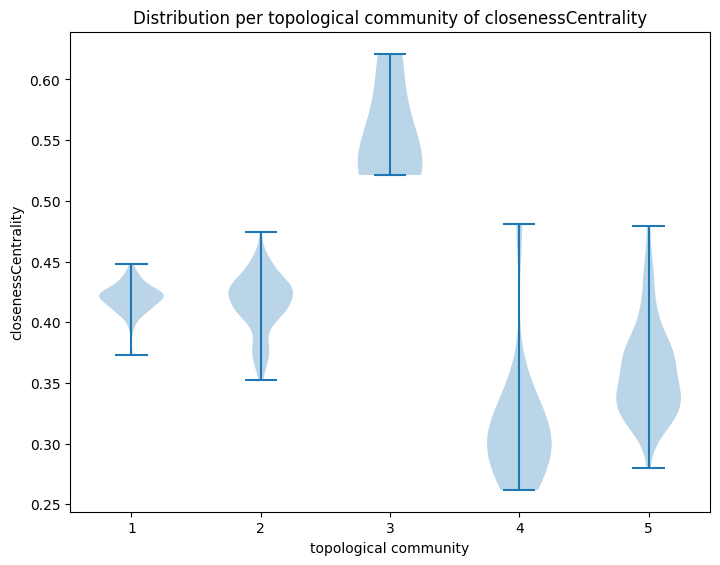 Distribution per topological community of closenessCentrality
closenessCentrality
0.60
0.55
0.50
0.45
0.40
0.35
0.30
0.25
1 2 3 4 5
topological community